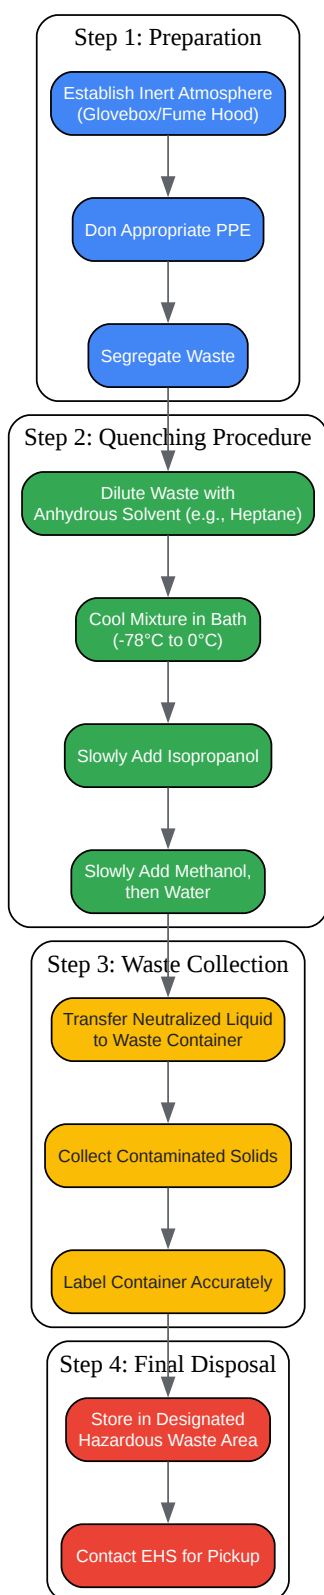 Step 1: Preparation
Establish Inert Atmosphere
(Glovebox/Fume Hood)
Don Appropriate PPE
Segregate Waste
Step 2: Quenching Procedure
Dilute Waste with
Anhydrous Solvent (e.g., Heptane)
Cool Mixture in Bath
(-78°C to 0°C)
Slowly Add Isopropanol
Slowly Add Methanol,
then Water
Step 3: Waste Collection
Transfer Neutralized Liquid
to Waste Container
Collect Contaminated Solids
Label Container Accurately
Step 4: Final Disposal
Store in Designated
Hazardous Waste Area
Contact EHS for Pickup